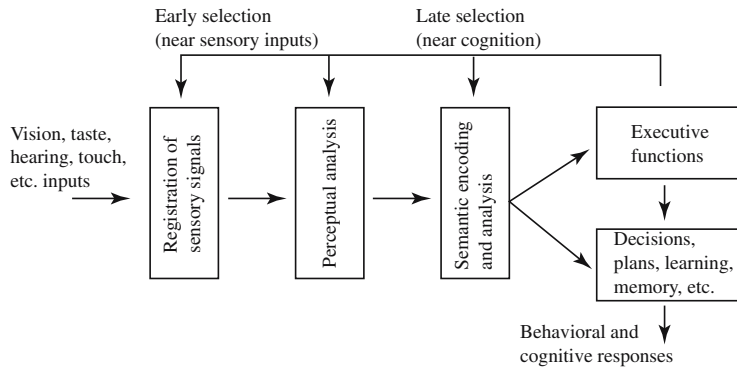 Early selection
(near sensory inputs)
Late selection
(near cognition)
Vision, taste,
hearing, touch,
etc. inputs
Registration of
sensory signals
Perceptual analysis
Semantic encoding
and analysis
Executive
functions
Decisions,
plans, learning,
memory, etc.
Behavioral and
cognitive responses